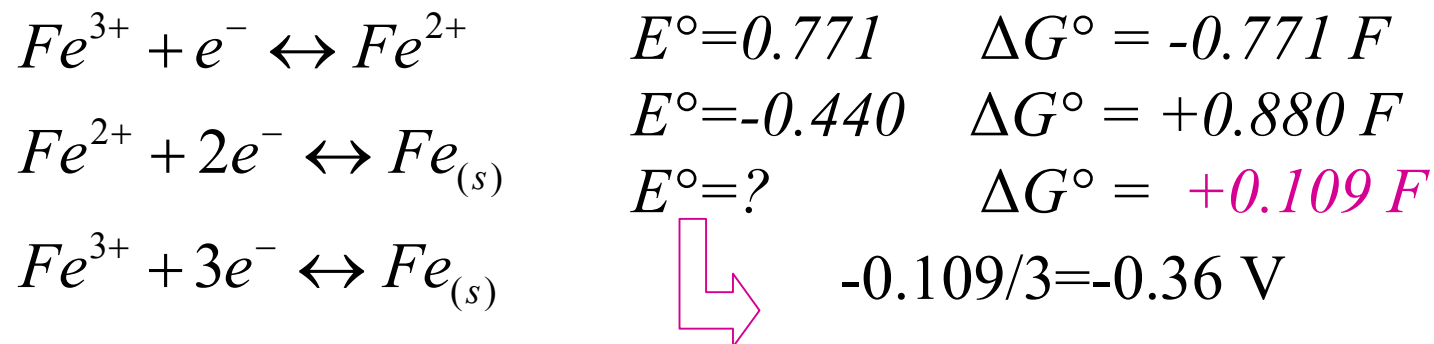 Fe³⁺ + e⁻ ↔ Fe²⁺ E°=0.771 ΔG° = -0.771 F
Fe²⁺ + 2e⁻ ↔ Fe₍ₛ₎ E°=-0.440 ΔG° = +0.880 F
Fe³⁺ + 3e⁻ ↔ Fe₍ₛ₎ E°=? ΔG° = +0.109 F
-0.109/3=-0.36 V